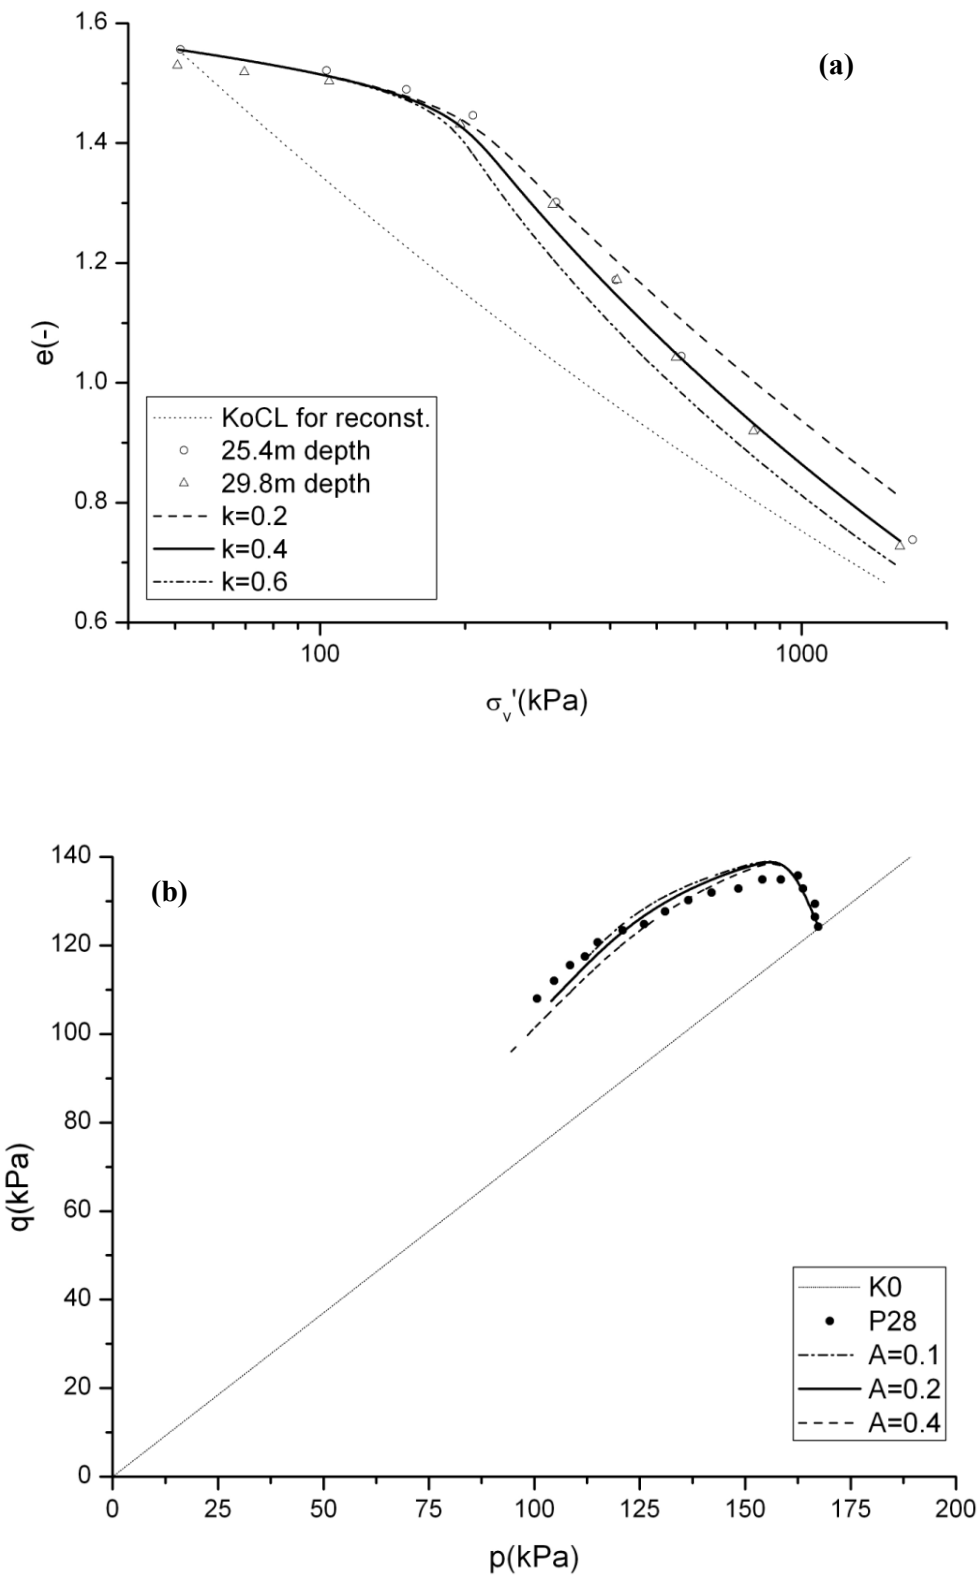 1.6
(a)
1.4
1.2
e(-)
1.0
KoCL for reconst.
25.4m depth
29.8m depth
0.8
k=0.2
k=0.4
k=0.6
0.6
100
1000
σv'(kPa)
140
(b)
120
100
80
q(kPa)
60
40
K0
P28
A=0.1
20
A=0.2
A=0.4
0
0
25
50
75
100
125
150
175
200
p(kPa)